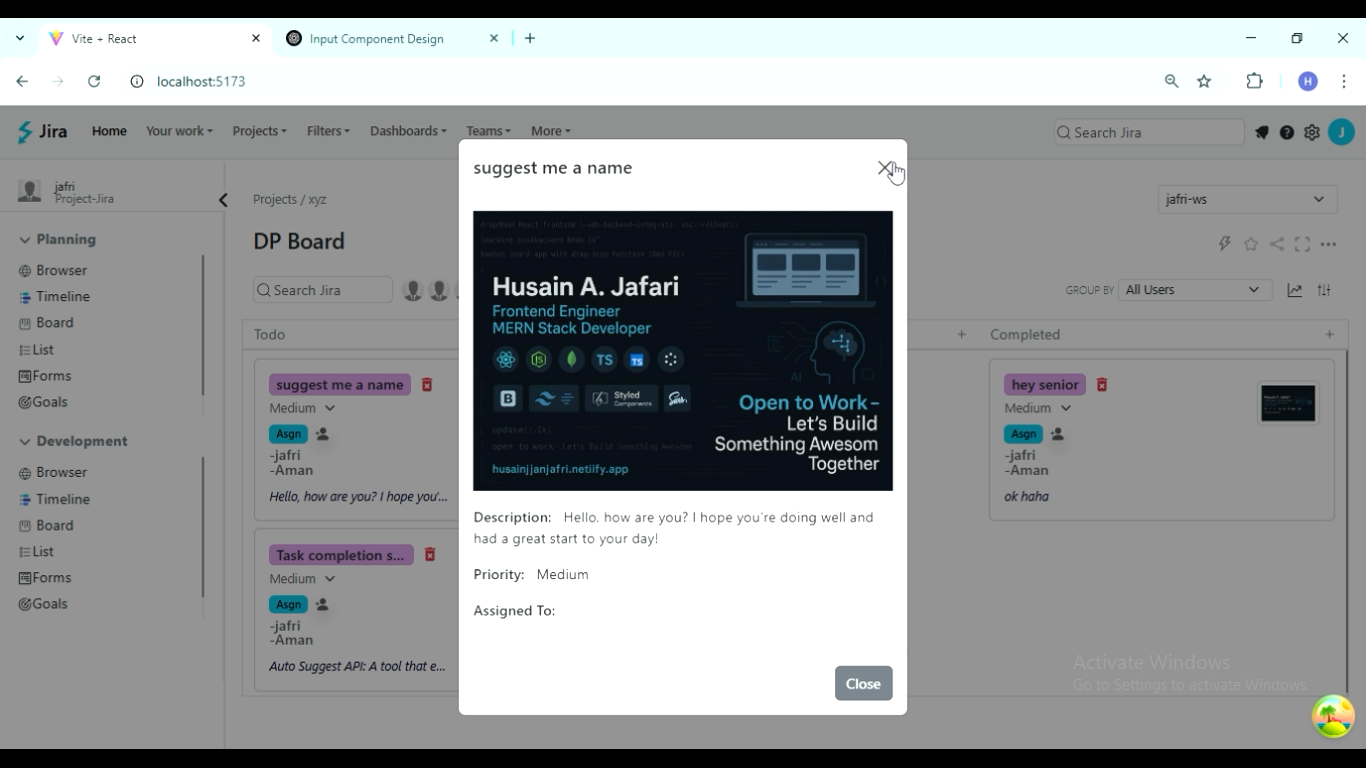 Vite + React
Input Component Design
localhost:5173
H
Jira
Home
Your work
Projects
Filters
Dashboards
Teams
More
Search Jira
J
jafri
Project-Jira
Planning
Browser
Timeline
Board
List
Forms
Goals
Development
Browser
Timeline
Board
List
Forms
Goals
Projects / xyz
jafri-ws
DP Board
Search Jira
GROUP BY
All Users
Todo
suggest me a name
Medium
Asgn
-jafri
-Aman
Hello, how are you? I hope you'...
Task completion s...
Medium
Asgn
-jafri
-Aman
Auto Suggest API: A tool that e...
suggest me a name
Husain A. Jafari
Frontend Engineer
MERN Stack Developer
JS
TS
TS
B
Styled
Components
Sass
AI
Open to Work –
Let's Build
Something Awesom
Together
husainjjanjafri.netiify.app
Description: Hello, how are you? I hope you're doing well and
had a great start to your day!
Priority: Medium
Assigned To:
Close
Completed
hey senior
Medium
Asgn
-jafri
-Aman
ok haha
Activate Windows
Go to Settings to activate Windows.